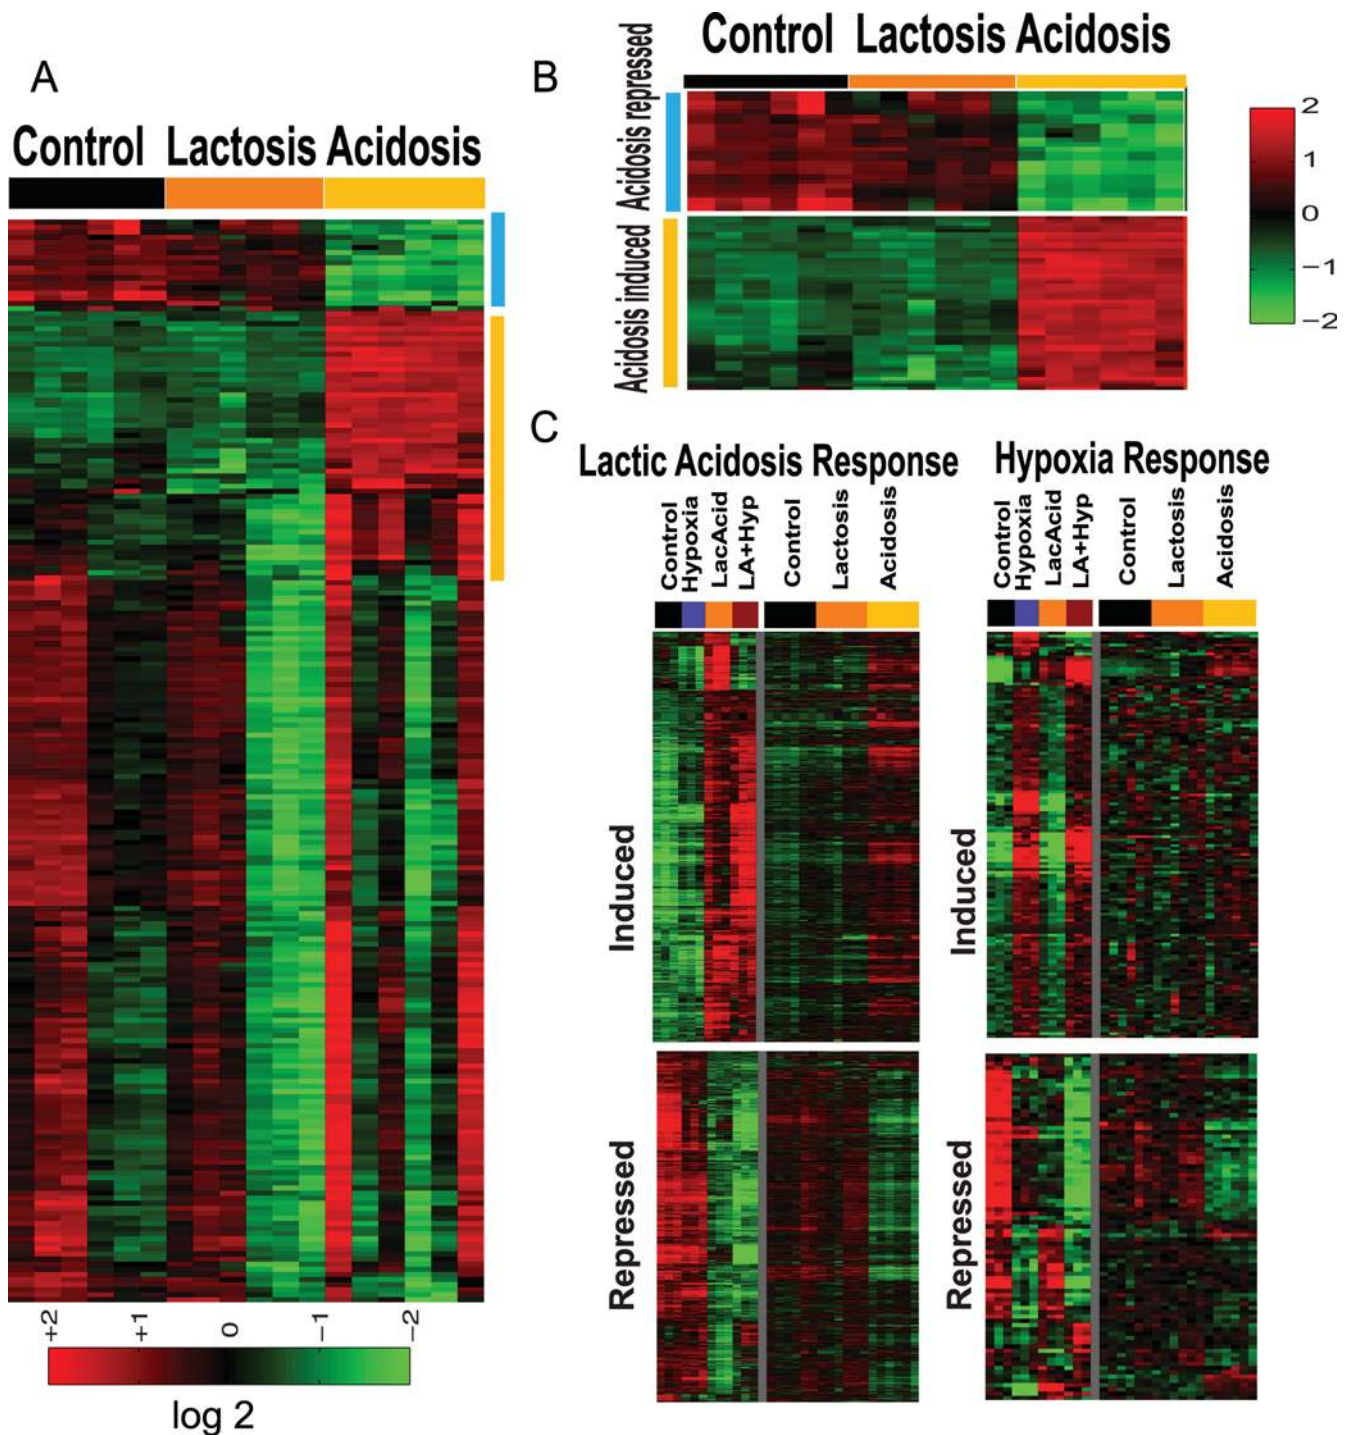 A
Control Lactosis Acidosis
+2 +1 0 −1 −2
log 2
B
Control Lactosis Acidosis
Acidosis repressed
Acidosis induced
2
1
0
−1
−2
C
Lactic Acidosis Response
Control
Hypoxia
LacAcid
LA+Hyp
Control
Lactosis
Acidosis
Induced
Repressed
Hypoxia Response
Control
Hypoxia
LacAcid
LA+Hyp
Control
Lactosis
Acidosis
Induced
Repressed